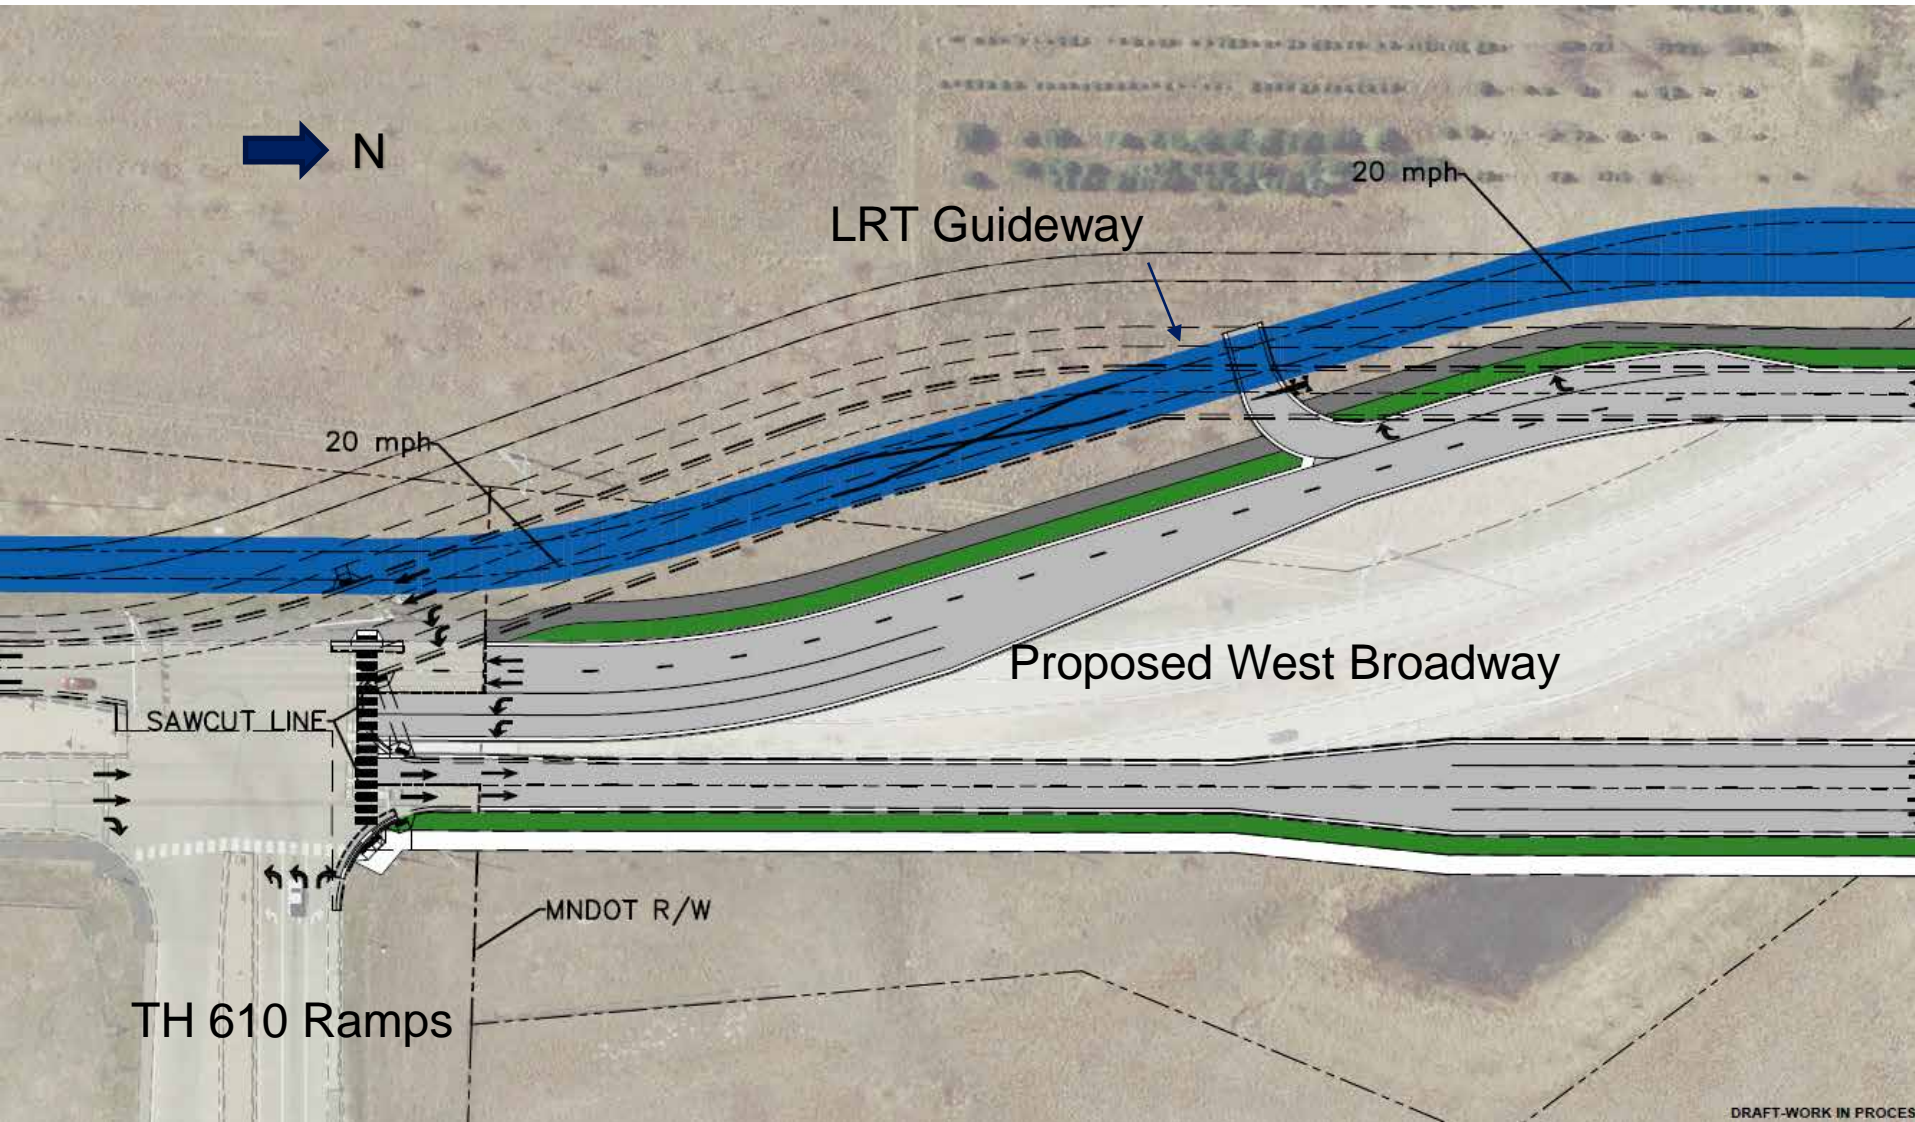 N
20 mph
LRT Guideway
20 mph
Proposed West Broadway
SAWCUT LINE
MNDOT R/W
TH 610 Ramps
DRAFT-WORK IN PROCES